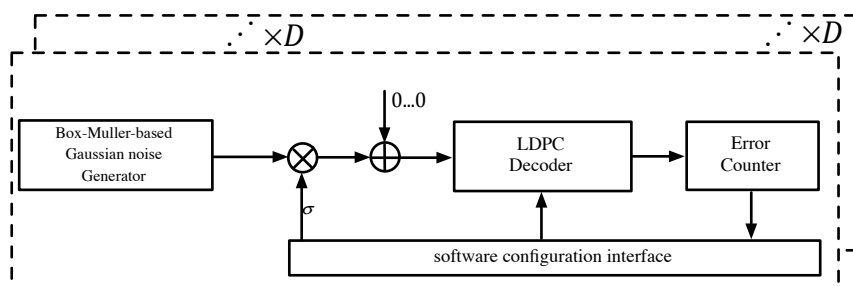 ⋰ ×D
⋰ ×D
0...0
Box-Muller-based
Gaussian noise
Generator
LDPC
Decoder
Error
Counter
σ
software configuration interface